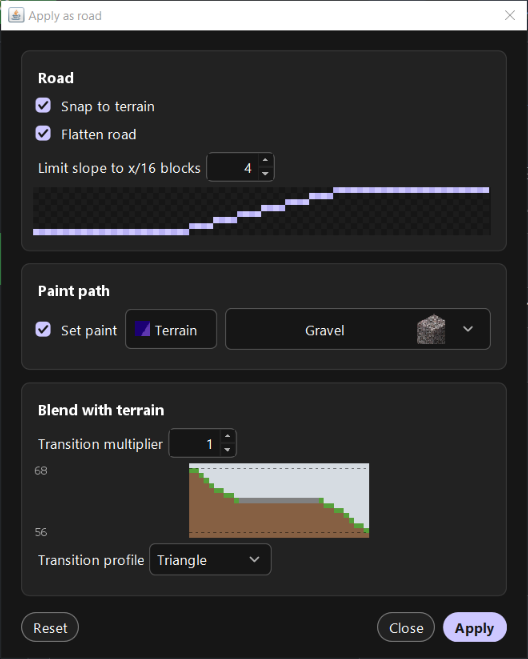 Apply as road
Road
Snap to terrain
Flatten road
Limit slope to x/16 blocks 4
Paint path
Set paint Terrain Gravel
Blend with terrain
Transition multiplier 1
68
56
Transition profile Triangle
Reset Close Apply